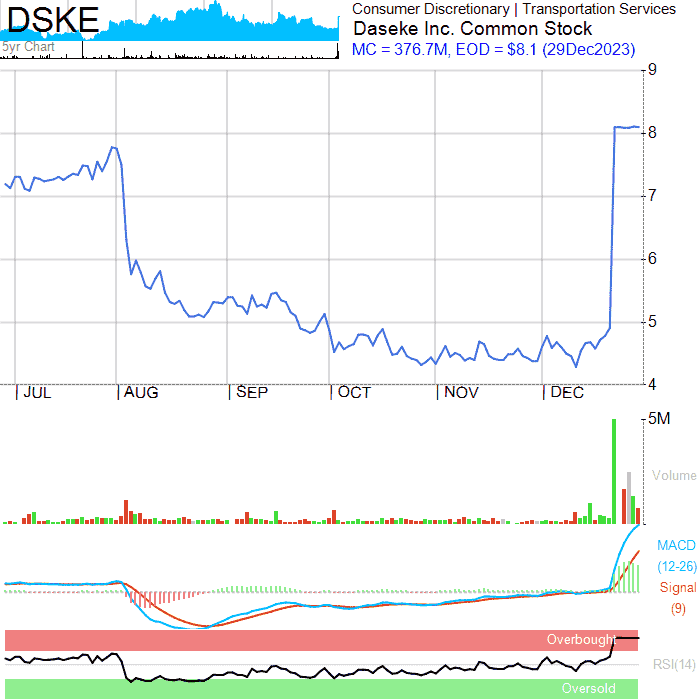 DSKE
5yr Chart
Consumer Discretionary | Transportation Services
Daseke Inc. Common Stock
MC = 376.7M, EOD = $8.1 (29Dec2023)
9
8
7
6
5
4
JUL AUG SEP OCT NOV DEC
5M
Volume
MACD
(12-26)
Signal
(9)
Overbought
RSI(14)
Oversold